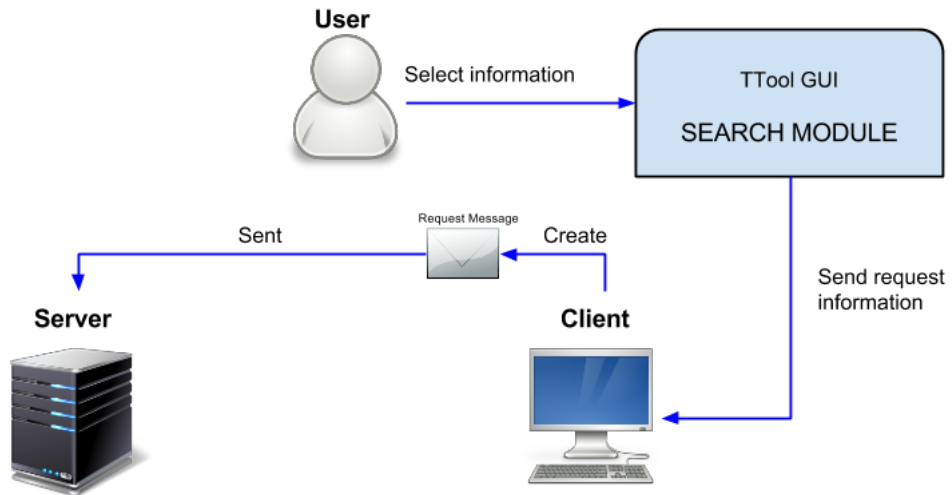 User
Select information
TTool GUI
SEARCH MODULE
Request Message
Sent
Create
Send request
information
Server
Client